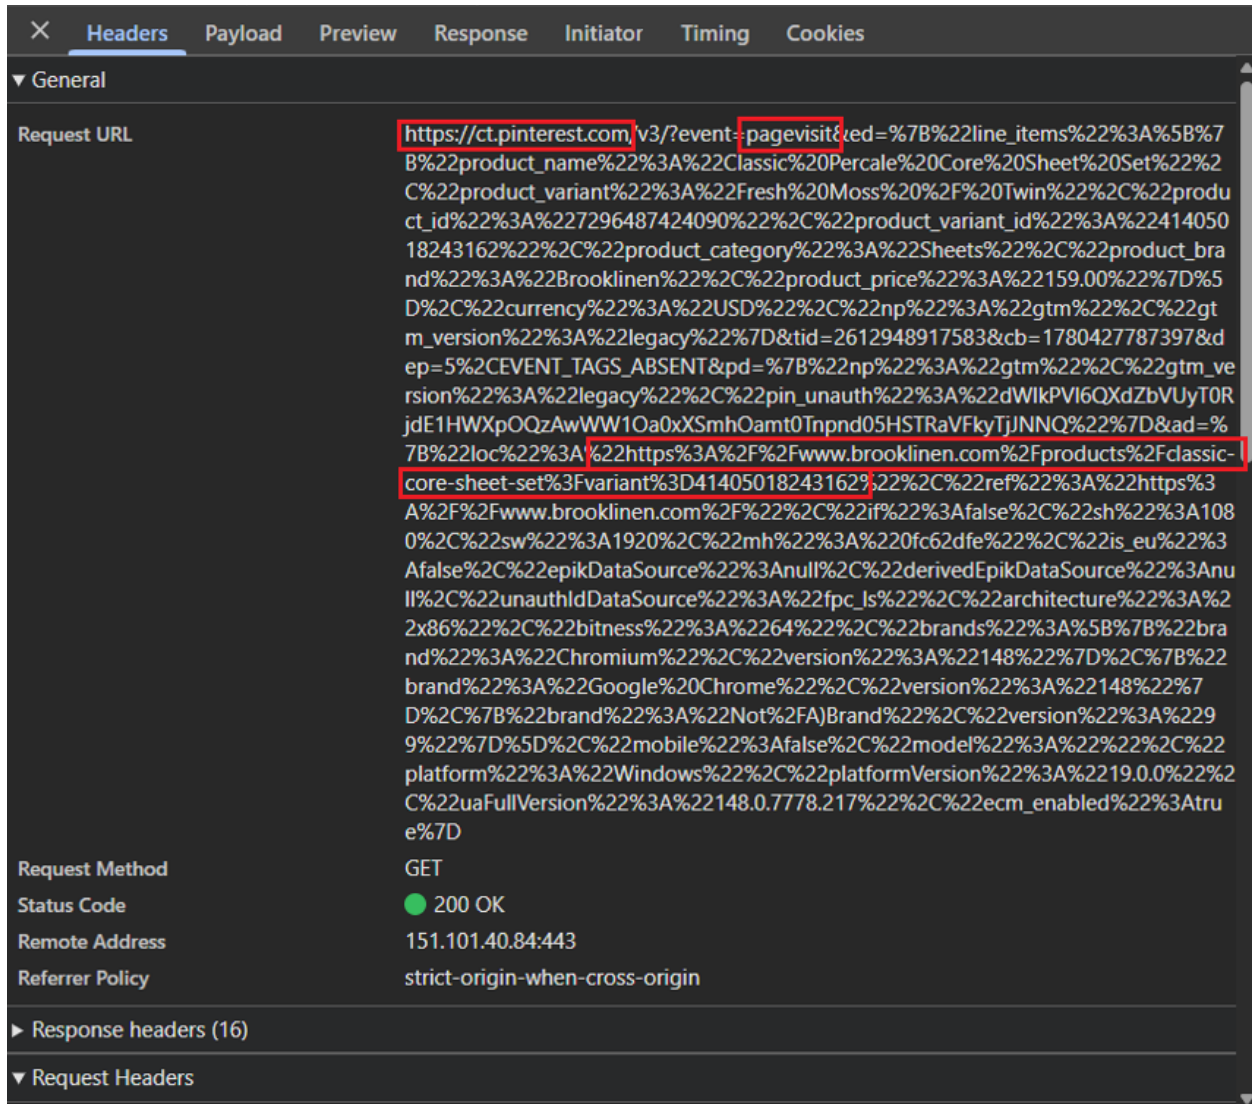 Headers Payload Preview Response Initiator Timing Cookies
General
Request URL
https://ct.pinterest.com/v3/?event=pagevisit&ed=%7B%22line_items%22%3A%5B%7
B%22product_name%22%3A%22Classic%20Percale%20Core%20Sheet%20Set%22%2
C%22product_variant%22%3A%22Fresh%20Moss%20%2F%20Twin%22%2C%22produ
ct_id%22%3A%227296487424090%22%2C%22product_variant_id%22%3A%22414050
18243162%22%2C%22product_category%22%3A%22Sheets%22%2C%22product_bra
nd%22%3A%22Brooklinen%22%2C%22product_price%22%3A%22159.00%22%7D%5
D%2C%22currency%22%3A%22USD%22%2C%22np%22%3A%22gtm%22%2C%22gt
m_version%22%3A%22legacy%22%7D&tid=2612948917583&cb=1780427787397&d
ep=5%2CEVENT_TAGS_ABSENT&pd=%7B%22np%22%3A%22gtm%22%2C%22gtm_ve
rsion%22%3A%22legacy%22%2C%22pin_unauth%22%3A%22dWlkPVl6QXdZbVUyT0R
jdE1HWXpOQzAwWW1Oa0xXSmhOamt0Tnpnd05HSTRaVFkyTjJNNQ%22%7D&ad=%
7B%22loc%22%3A%22https%3A%2F%2Fwww.brooklinen.com%2Fproducts%2Fclassic-
core-sheet-set%3Fvariant%3D41405018243162%22%2C%22ref%22%3A%22https%3
A%2F%2Fwww.brooklinen.com%2F%22%2C%22if%22%3Afalse%2C%22sh%22%3A108
0%2C%22sw%22%3A1920%2C%22mh%22%3A%220fc62dfe%22%2C%22is_eu%22%3
Afalse%2C%22epikDataSource%22%3Anull%2C%22derivedEpikDataSource%22%3Anu
ll%2C%22unauthIdDataSource%22%3A%22fpc_ls%22%2C%22architecture%22%3A%2
2x86%22%2C%22bitness%22%3A%2264%22%2C%22brands%22%3A%5B%7B%22bra
nd%22%3A%22Chromium%22%2C%22version%22%3A%22148%22%7D%2C%7B%22
brand%22%3A%22Google%20Chrome%22%2C%22version%22%3A%22148%22%7
D%2C%7B%22brand%22%3A%22Not%2FA)Brand%22%2C%22version%22%3A%229
9%22%7D%5D%2C%22mobile%22%3Afalse%2C%22model%22%3A%22%22%2C%22
platform%22%3A%22Windows%22%2C%22platformVersion%22%3A%2219.0.0%22%2
C%22uaFullVersion%22%3A%22148.0.7778.217%22%2C%22ecm_enabled%22%3Atru
e%7D
Request Method GET
Status Code 200 OK
Remote Address 151.101.40.84:443
Referrer Policy strict-origin-when-cross-origin
Response headers (16)
Request Headers